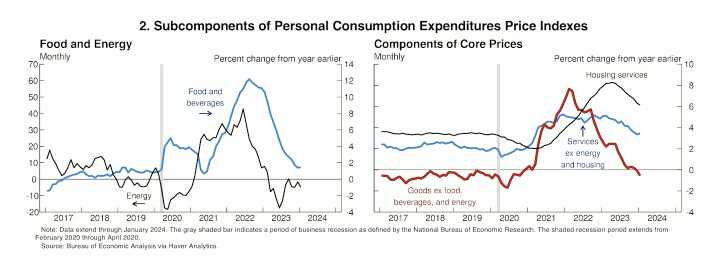 2. Subcomponents of Personal Consumption Expenditures Price Indexes
Food and Energy
Monthly
Percent change from year earlier
70
60
50
40
30
20
10
0
-10
-20
14
12
10
8
6
4
2
0
-2
-4
Food and
beverages
Energy
2017 2018 2019 2020 2021 2022 2023 2024
Components of Core Prices
Monthly
Percent change from year earlier
10
8
6
4
2
0
-2
-4
Housing services
Services
ex energy
and housing
Goods ex food,
beverages, and energy
2017 2018 2019 2020 2021 2022 2023 2024
Note: Data extend through January 2024. The gray shaded bar indicates a period of business recession as defined by the National Bureau of Economic Research. The shaded recession period extends from
February 2020 through April 2020.
Source: Bureau of Economic Analysis via Haver Analytics.